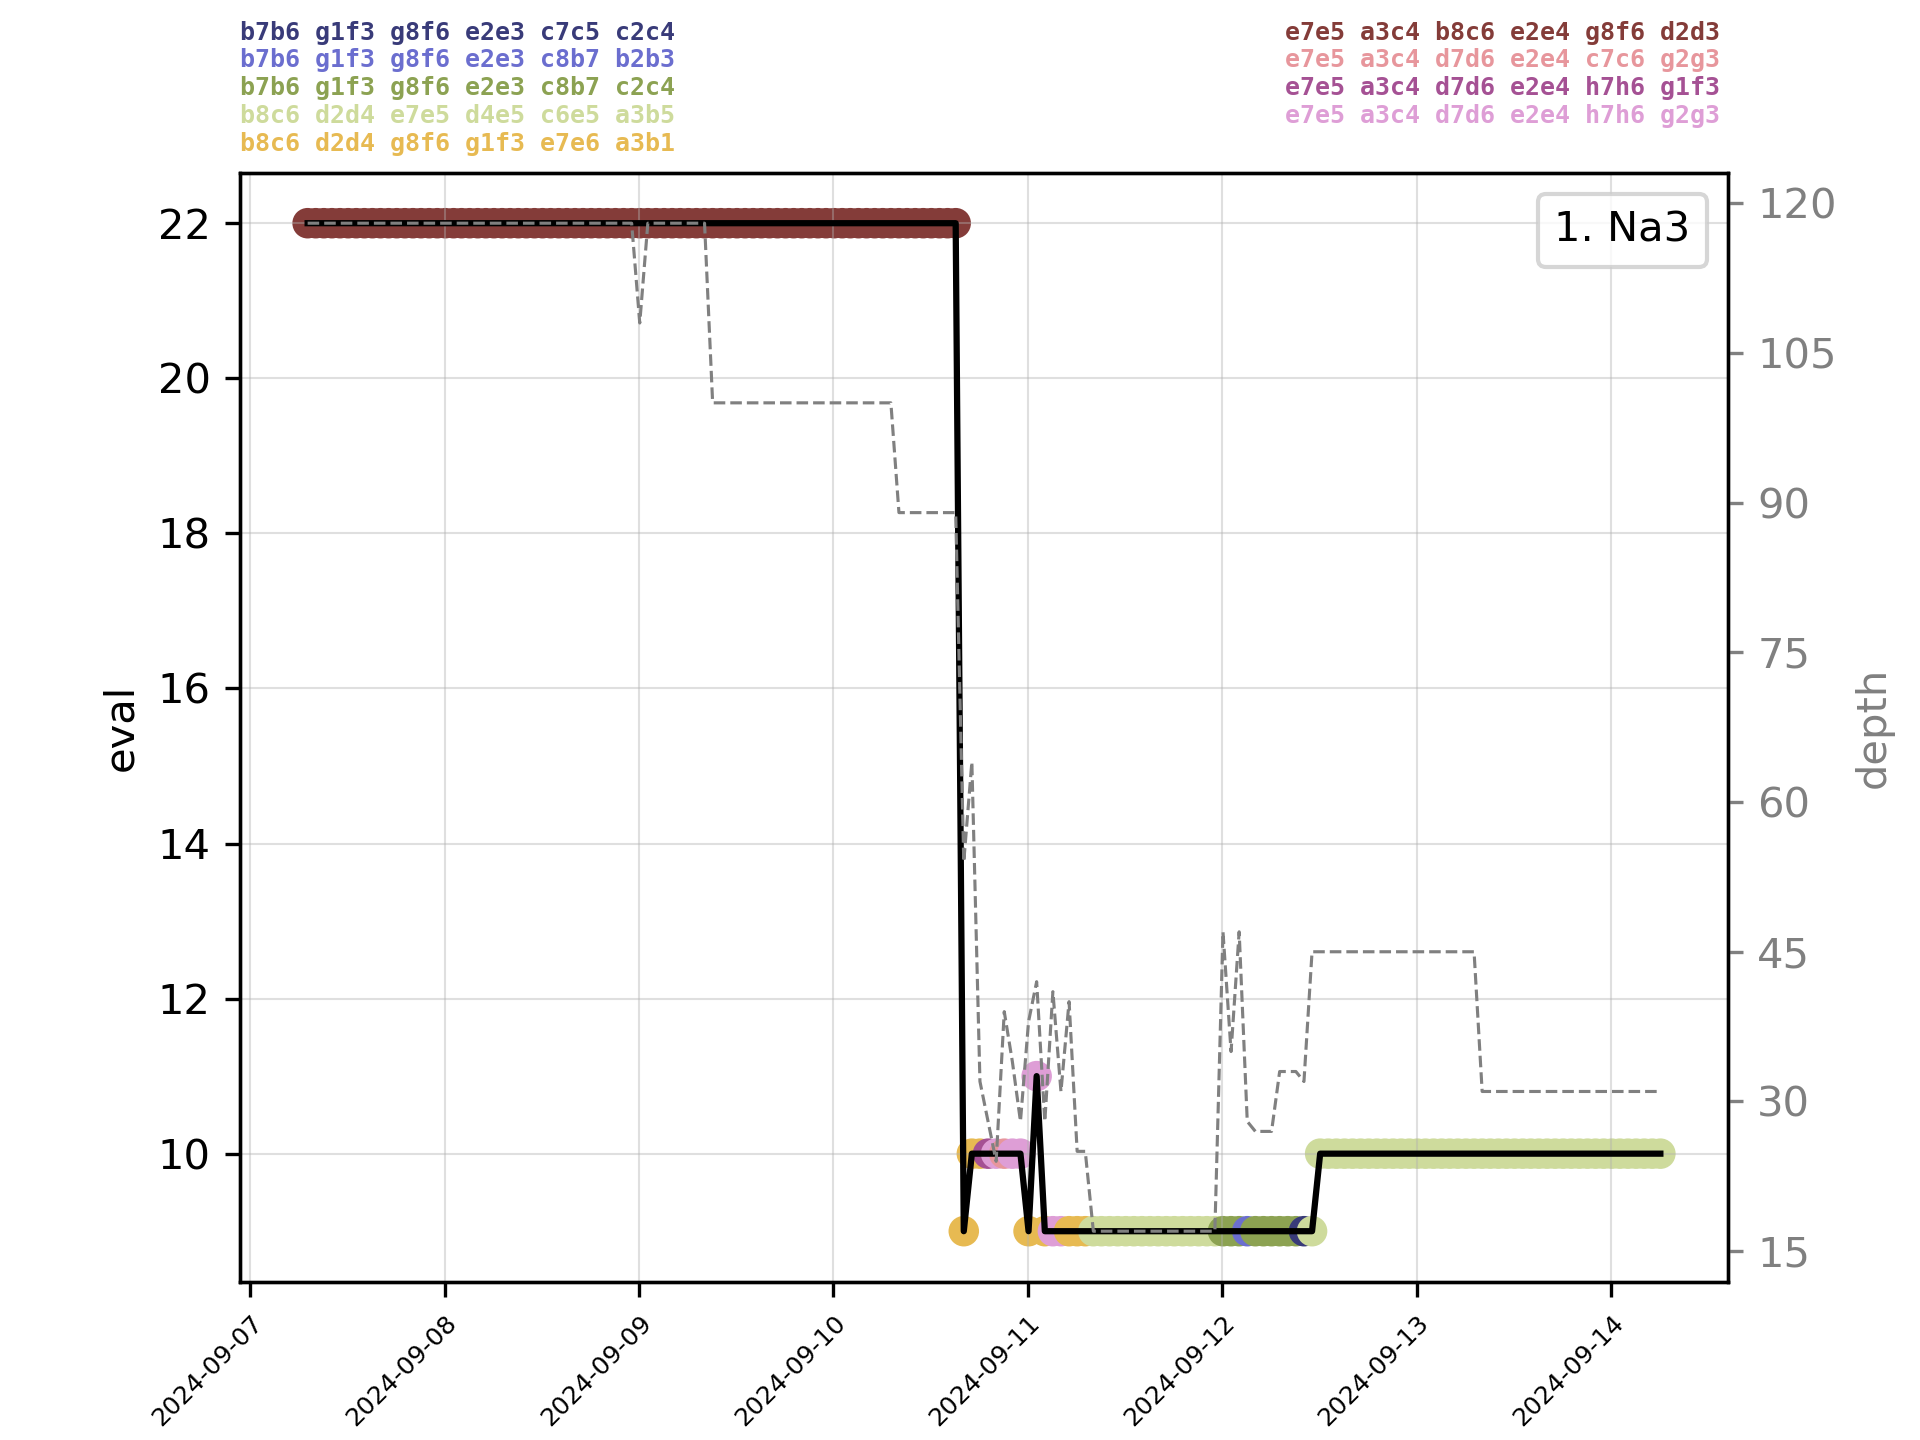 b7b6 g1f3 g8f6 e2e3 c7c5 c2c4
b7b6 g1f3 g8f6 e2e3 c8b7 b2b3
b7b6 g1f3 g8f6 e2e3 c8b7 c2c4
b8c6 d2d4 e7e5 d4e5 c6e5 a3b5
b8c6 d2d4 g8f6 g1f3 e7e6 a3b1
e7e5 a3c4 b8c6 e2e4 g8f6 d2d3
e7e5 a3c4 d7d6 e2e4 c7c6 g2g3
e7e5 a3c4 d7d6 e2e4 h7h6 g1f3
e7e5 a3c4 d7d6 e2e4 h7h6 g2g3
1. Na3
eval
22
20
18
16
14
12
10
depth
120
105
90
75
60
45
30
15
2024-09-07
2024-09-08
2024-09-09
2024-09-10
2024-09-11
2024-09-12
2024-09-13
2024-09-14